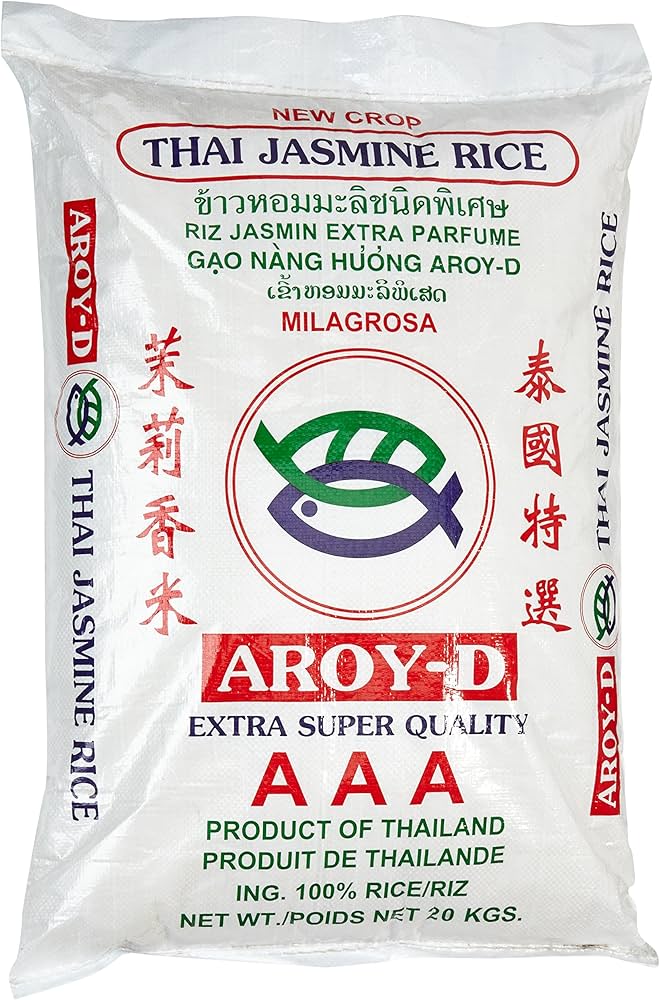 NEW CROP
THAI JASMINE RICE
ข้าวหอมมะลิชนิดพิเศษ
RIZ JASMIN EXTRA PARFUME
GẠO NÀNG HƯƠNG AROY-D
ເຂົ້າຫອມມະລິພິເສດ
MILAGROSA
茉莉香米
泰國特選
AROY-D
EXTRA SUPER QUALITY
A A A
PRODUCT OF THAILAND
PRODUIT DE THAILANDE
ING. 100% RICE/RIZ
NET WT./POIDS NET 20 KGS.
AROY-D THAI JASMINE RICE
AROY-D THAI JASMINE RICE